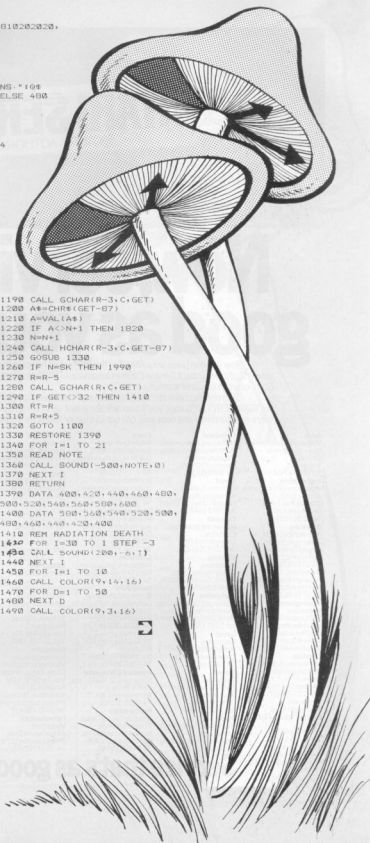 810202020,
NS:":Q$
ELSE 480
4
1190 CALL GCHAR(R-3,C,GET)
1200 A$=CHR$(GET-87)
1210 A=VAL(A$)
1220 IF A<>N+1 THEN 1820
1230 N=N+1
1240 CALL HCHAR(R-3,C,GET-87)
1250 GOSUB 1330
1260 IF N=SK THEN 1990
1270 R=R-5
1280 CALL GCHAR(R,C,GET)
1290 IF GET<>32 THEN 1410
1300 RT=R
1310 R=R+5
1320 GOTO 1100
1330 RESTORE 1390
1340 FOR I=1 TO 21
1350 READ NOTE
1360 CALL SOUND(-500,NOTE,0)
1370 NEXT I
1380 RETURN
1390 DATA 400,420,440,460,480,
500,520,540,560,580,600
1400 DATA 580,560,540,520,500,
480,460,440,420,400
1410 REM RADIATION DEATH
1420 FOR I=30 TO 1 STEP -3
1430 CALL SOUND(200,-6,I)
1440 NEXT I
1450 FOR I=1 TO 10
1460 CALL COLOR(9,14,16)
1470 FOR D=1 TO 50
1480 NEXT D
1490 CALL COLOR(9,3,16)